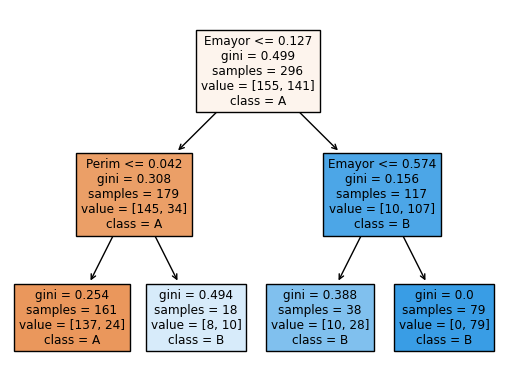 Emayor <= 0.127
gini = 0.499
samples = 296
value = [155, 141]
class = A
Perim <= 0.042
gini = 0.308
samples = 179
value = [145, 34]
class = A
Emayor <= 0.574
gini = 0.156
samples = 117
value = [10, 107]
class = B
gini = 0.254
samples = 161
value = [137, 24]
class = A
gini = 0.494
samples = 18
value = [8, 10]
class = B
gini = 0.388
samples = 38
value = [10, 28]
class = B
gini = 0.0
samples = 79
value = [0, 79]
class = B